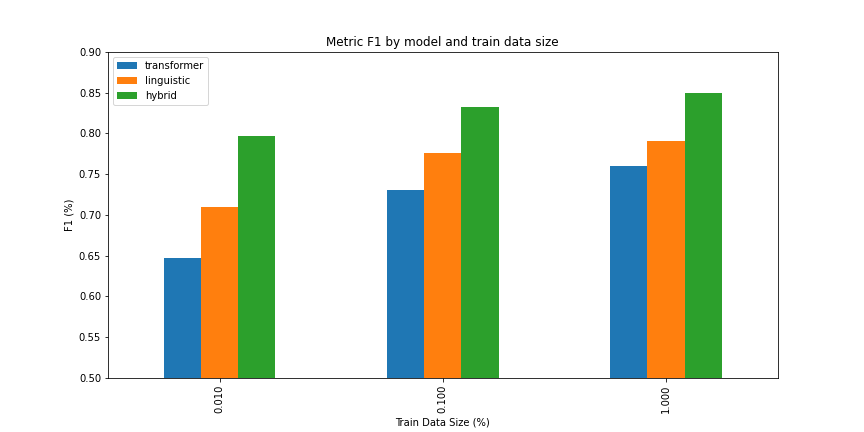 Metric F1 by model and train data size
transformer
linguistic
hybrid
0.90
0.85
0.80
0.75
0.70
0.65
0.60
0.55
0.50
F1 (%)
0.010
0.100
1.000
Train Data Size (%)